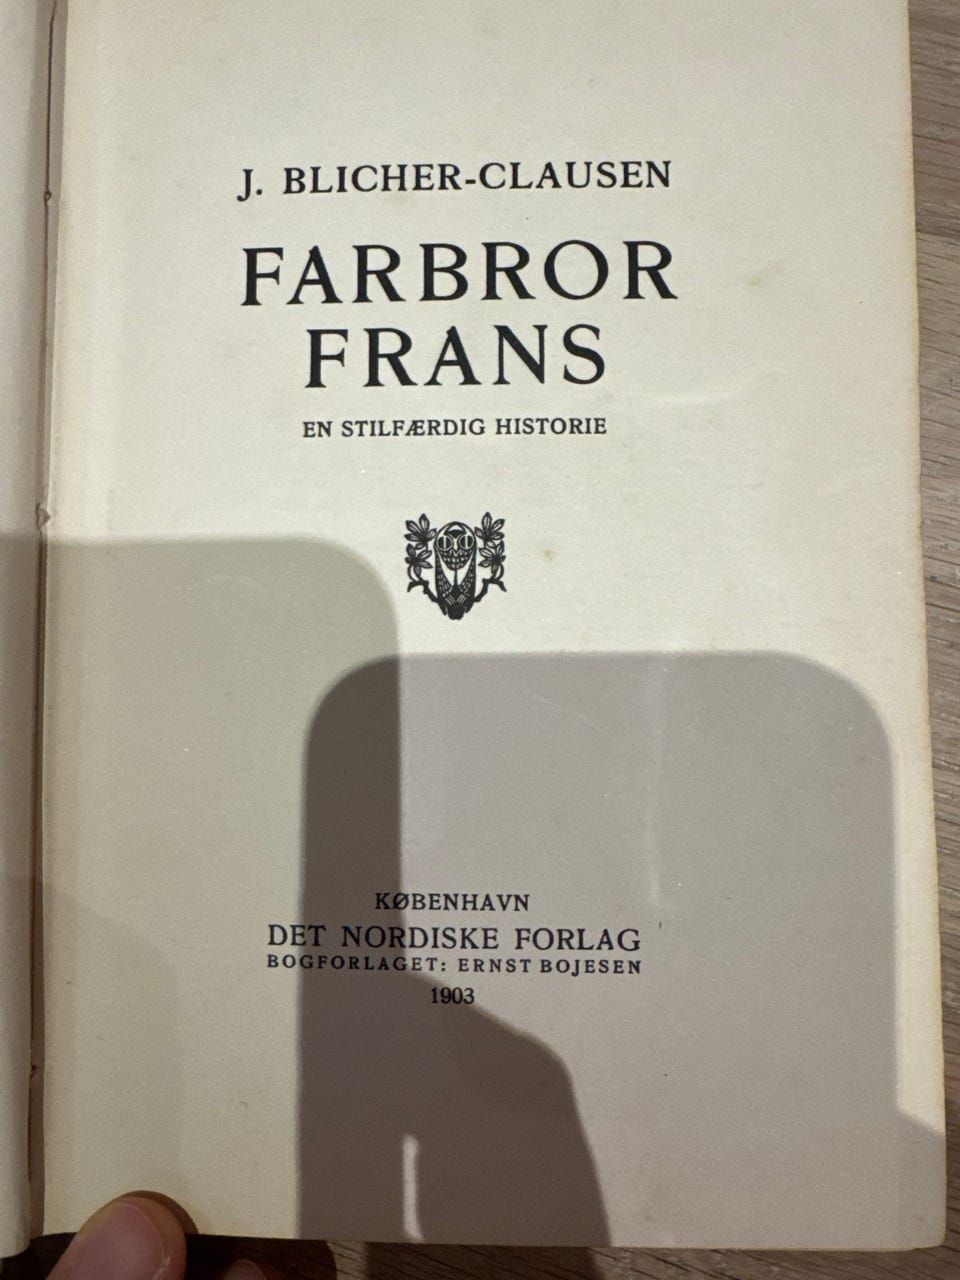 J. BLICHER-CLAUSEN
FARBROR
FRANS
EN STILFÆRDIG HISTORIE
KØBENHAVN
DET NORDISKE FORLAG
BOGFORLAGET: ERNST BOJESEN
1903